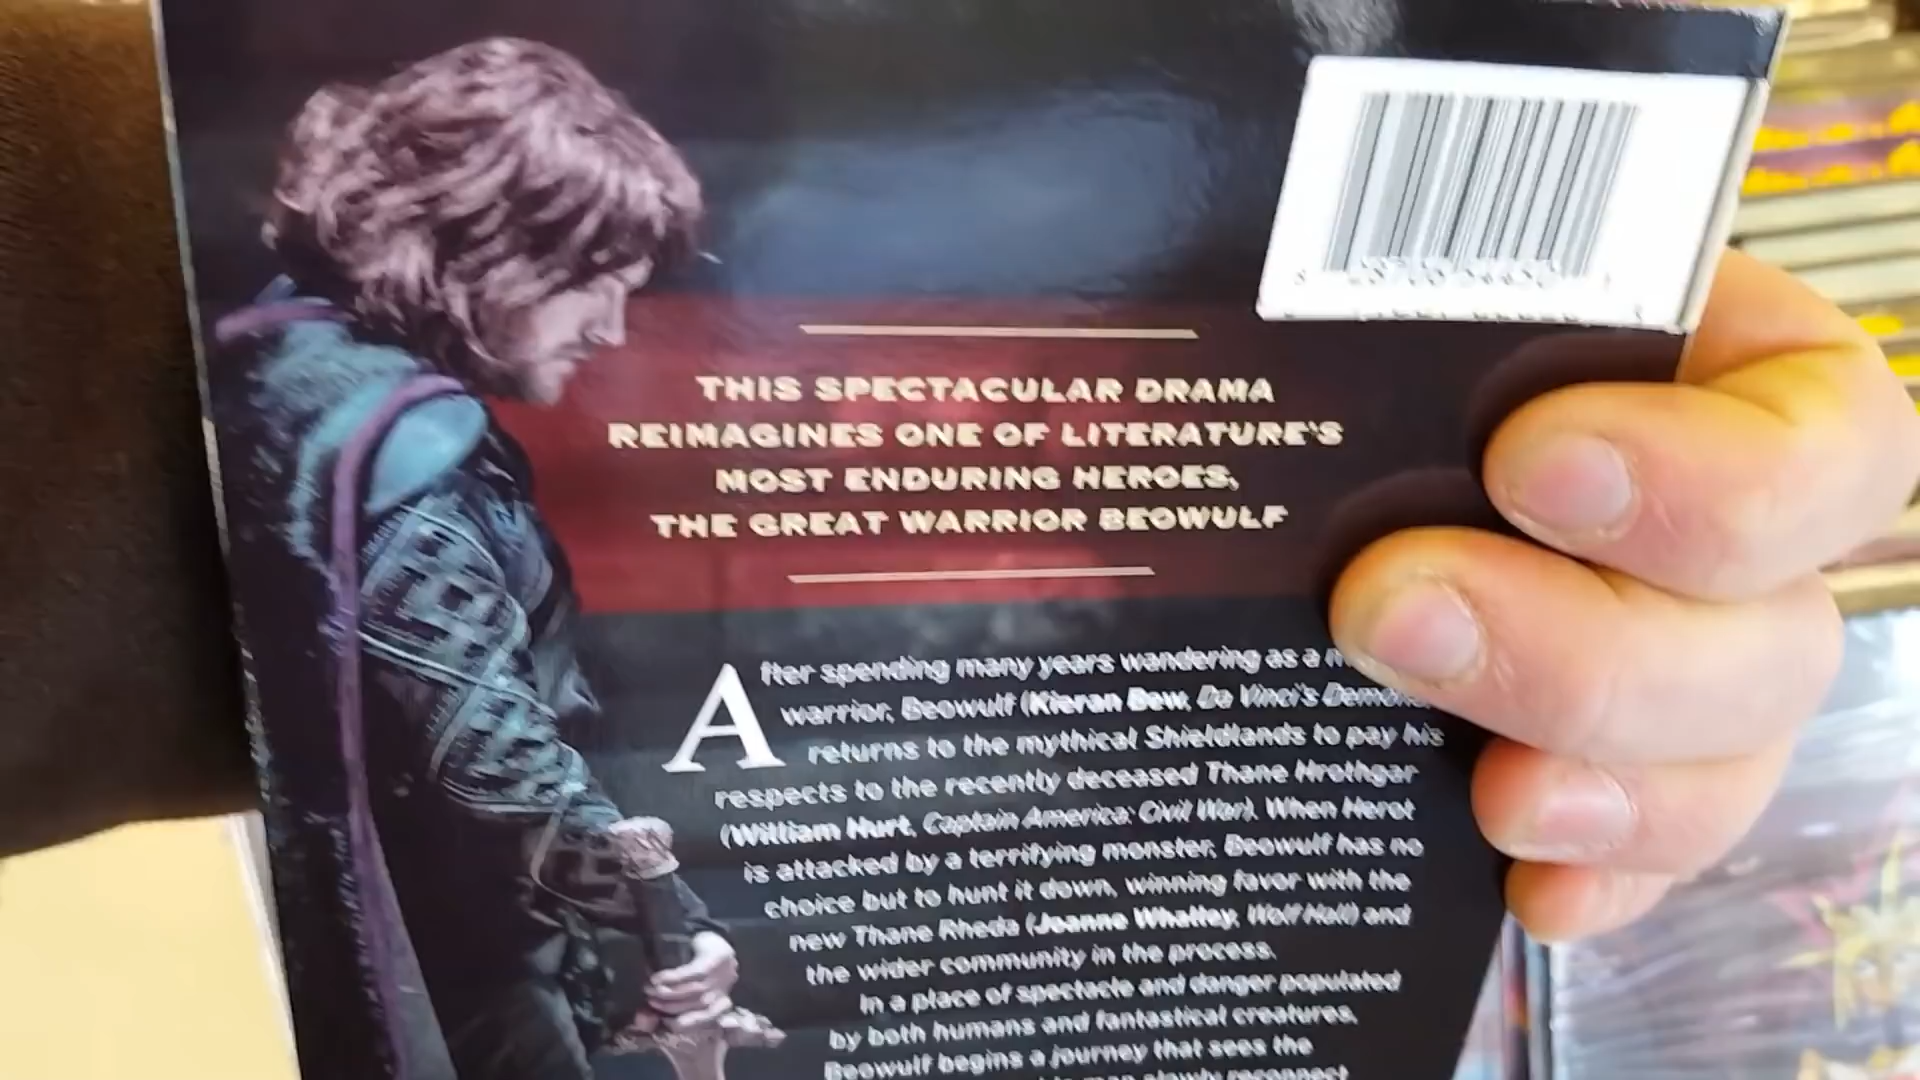 THIS SPECTACULAR DRAMA
REIMAGINES ONE OF LITERATURE'S
MOST ENDURING HEROES,
THE GREAT WARRIOR BEOWULF
After spending many years wandering as a
warrior, Beowulf (Kieran Bew, Da Vinci's
returns to the mythical Shieldlands to pay his
respects to the recently deceased Thane Hrothgar
(William Hurt, Captain America: Civil War). When Herot
is attacked by a terrifying monster, Beowulf has no
choice but to hunt it down, winning favor with the
new Thane Rheda (Joanne Whalley, Wolf Hall) and
the wider community in the process.
In a place of spectacle and danger populated
by both humans and fantastical creatures,
Beowulf begins a journey that sees the
man slowly reconnect